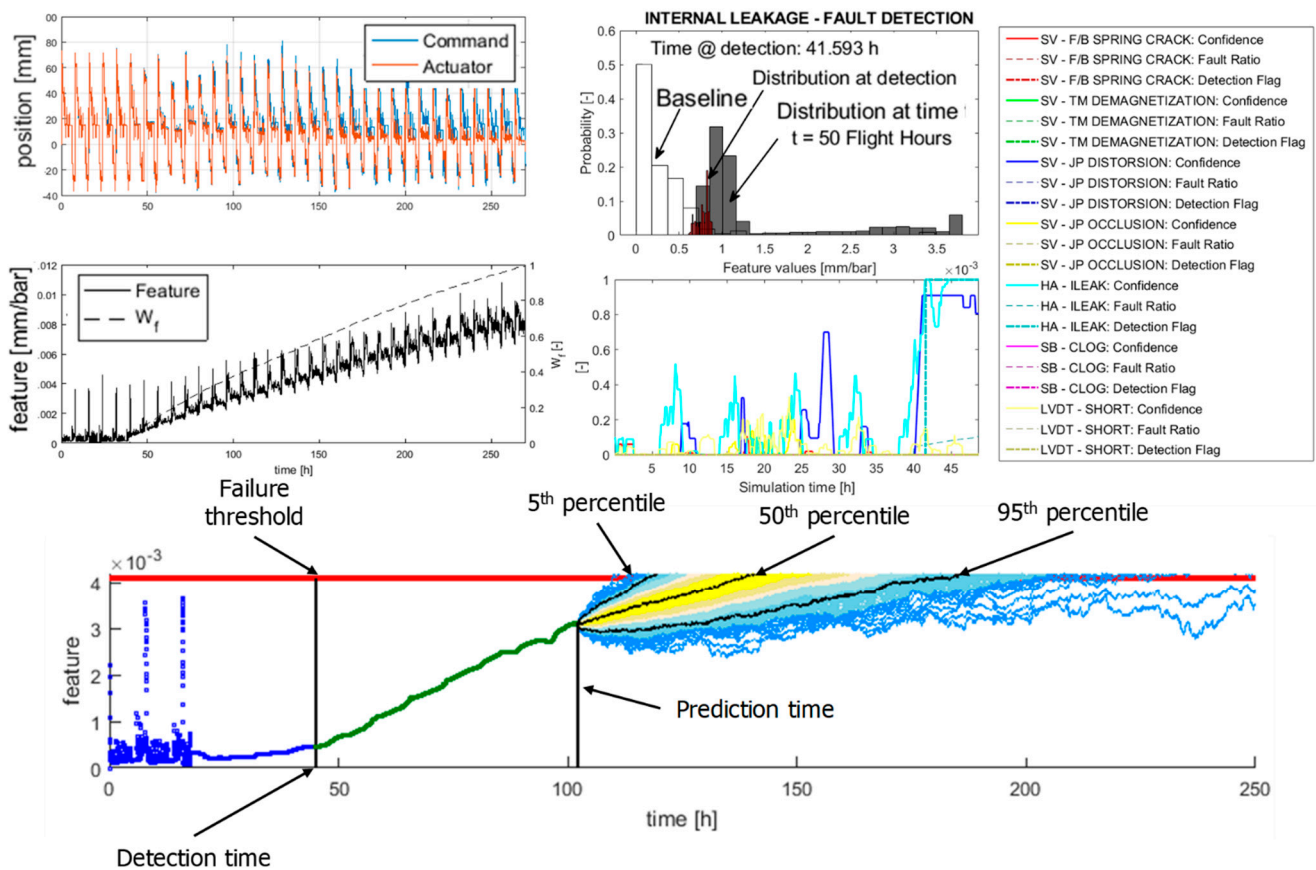 position [mm]
00
80
60
40
20
0
-20
-40
0
50
100
150
200
250
Command
Actuator
feature [mm/bar]
0.012
0.01
0.008
.006
.004
.002
0
1
0.8
0.6
0.4
0.2
0
W_f [-]
0
50
100
150
200
250
time [h]
Feature
W_f
INTERNAL LEAKAGE - FAULT DETECTION
Time @ detection: 41.593 h
Distribution at detection
Baseline
Distribution at time
t = 50 Flight Hours
Probability [-]
0.6
0.5
0.4
0.3
0.2
0.1
0
0
0.5
1
1.5
2
2.5
3
3.5
Feature values [mm/bar]
×10⁻³
[-]
1
0.8
0.6
0.4
0.2
0
5
10
15
20
25
30
35
40
45
Simulation time [h]
SV - F/B SPRING CRACK: Confidence
SV - F/B SPRING CRACK: Fault Ratio
SV - F/B SPRING CRACK: Detection Flag
SV - TM DEMAGNETIZATION: Confidence
SV - TM DEMAGNETIZATION: Fault Ratio
SV - TM DEMAGNETIZATION: Detection Flag
SV - JP DISTORSION: Confidence
SV - JP DISTORSION: Fault Ratio
SV - JP DISTORSION: Detection Flag
SV - JP OCCLUSION: Confidence
SV - JP OCCLUSION: Fault Ratio
SV - JP OCCLUSION: Detection Flag
HA - ILEAK: Confidence
HA - ILEAK: Fault Ratio
HA - ILEAK: Detection Flag
SB - CLOG: Confidence
SB - CLOG: Fault Ratio
SB - CLOG: Detection Flag
LVDT - SHORT: Confidence
LVDT - SHORT: Fault Ratio
LVDT - SHORT: Detection Flag
Failure
threshold
5th percentile
50th percentile
95th percentile
×10⁻³
feature
4
3
2
1
0
0
50
100
150
200
250
time [h]
Prediction time
Detection time